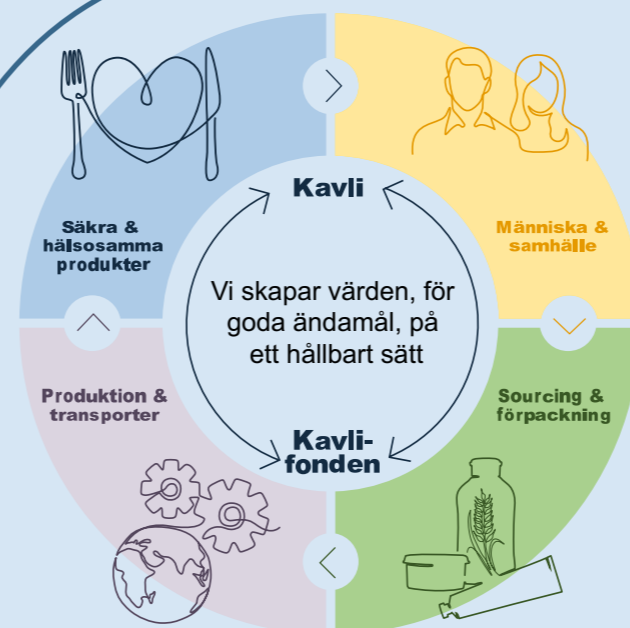 Kavli
Säkra &
hälsosamma
produkter
Människa &
samhälle
Vi skapar värden, för
goda ändamål, på
ett hållbart sätt
Produktion &
transporter
Sourcing &
förpackning
Kavli-
fonden